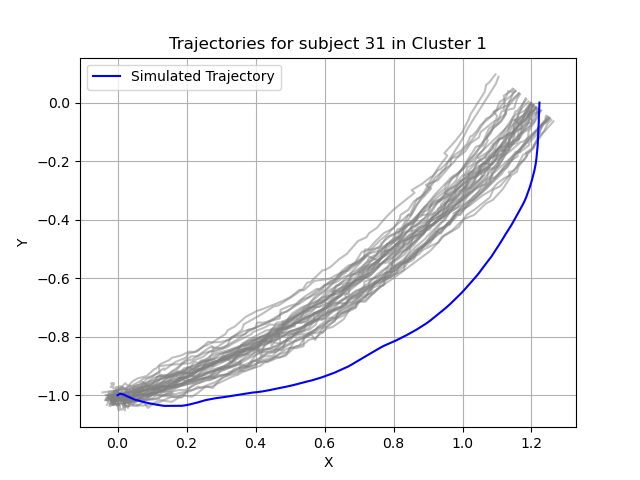 Trajectories for subject 31 in Cluster 1
Simulated Trajectory
0.0
−0.2
−0.4
−0.6
−0.8
−1.0
Y
0.0 0.2 0.4 0.6 0.8 1.0 1.2
X